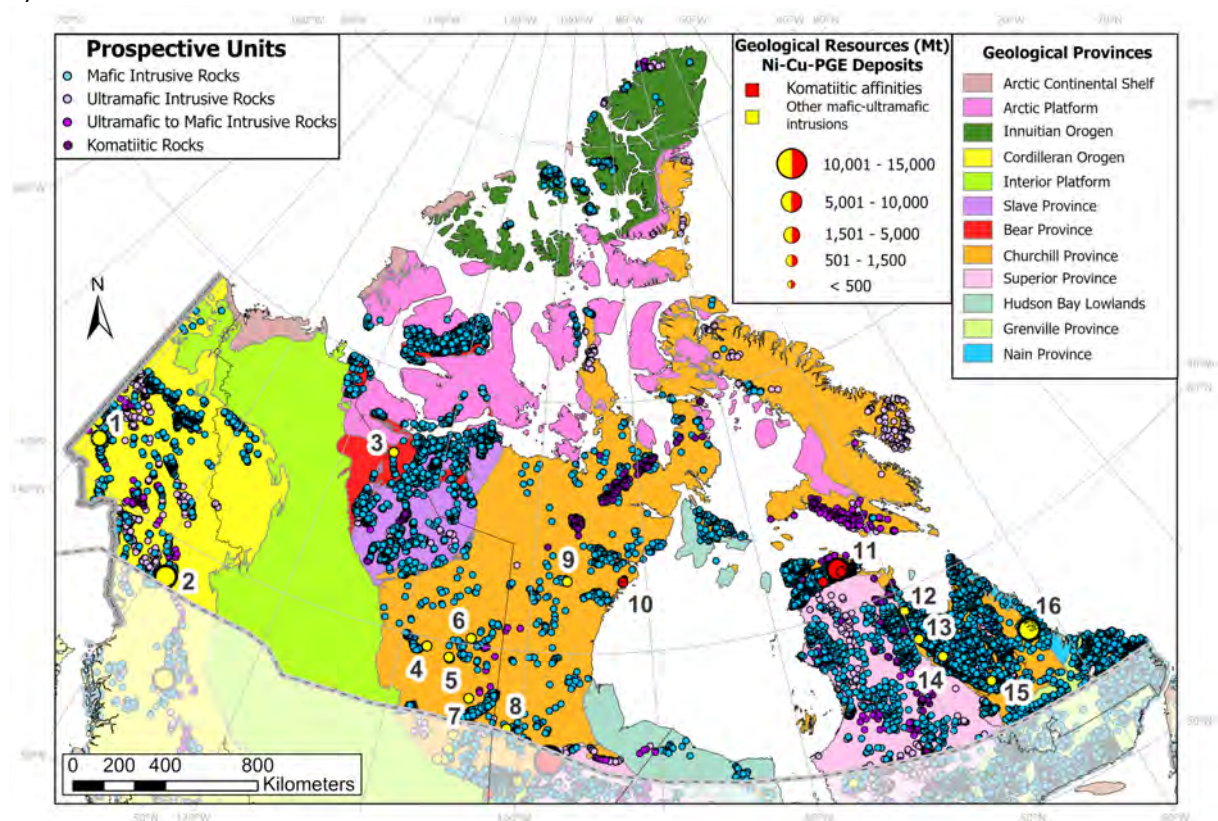 Prospective Units
Mafic Intrusive Rocks
Ultramafic Intrusive Rocks
Ultramafic to Mafic Intrusive Rocks
Komatiitic Rocks
Geological Resources (Mt)
Ni-Cu-PGE Deposits
Komatiitic affinities
Other mafic-ultramafic
intrusions
10,001 - 15,000
5,001 - 10,000
1,501 - 5,000
501 - 1,500
< 500
Geological Provinces
Arctic Continental Shelf
Arctic Platform
Innuitian Orogen
Cordilleran Orogen
Interior Platform
Slave Province
Bear Province
Churchill Province
Superior Province
Hudson Bay Lowlands
Grenville Province
Nain Province
N
1
2
3
4
5
6
7
8
9
10
11
12
13
14
15
16
0 200 400 800
Kilometers